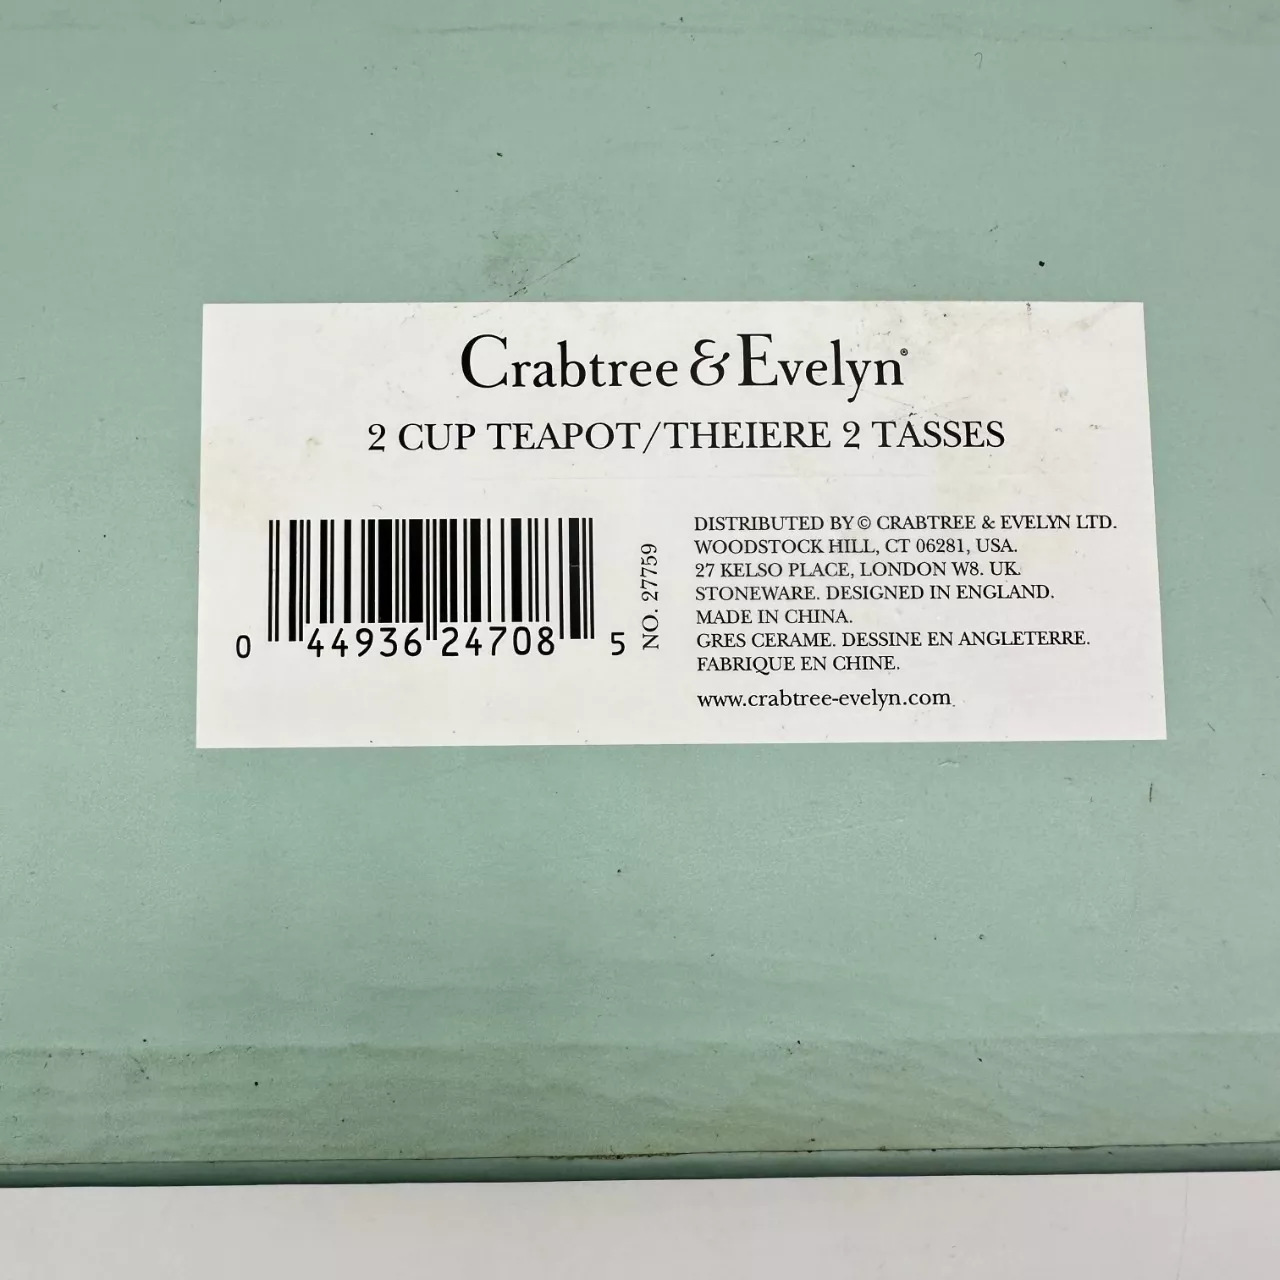 Crabtree & Evelyn®
2 CUP TEAPOT/THEIERE 2 TASSES
0 44936 24708 5
NO. 27759
DISTRIBUTED BY © CRABTREE & EVELYN LTD.
WOODSTOCK HILL, CT 06281, USA.
27 KELSO PLACE, LONDON W8. UK.
STONEWARE. DESIGNED IN ENGLAND.
MADE IN CHINA.
GRES CERAME. DESSINE EN ANGLETERRE.
FABRIQUE EN CHINE.
www.crabtree-evelyn.com